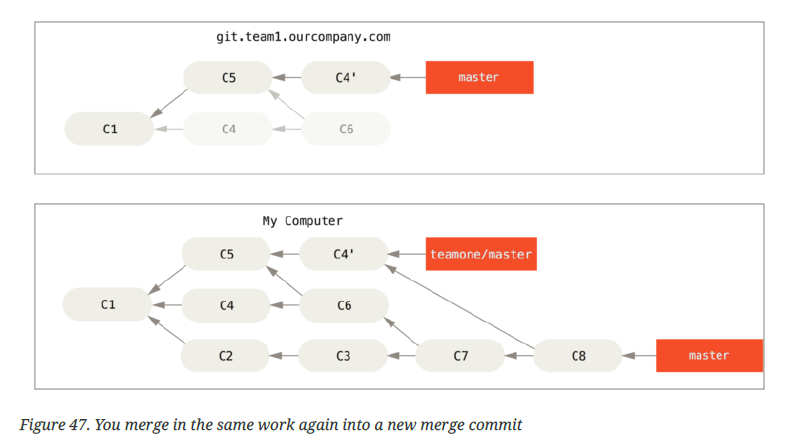 git.team1.ourcompany.com
C5 C4' master
C1 C4 C6
My Computer
C5 C4' teamone/master
C1 C4 C6
C2 C3 C7 C8 master
Figure 47. You merge in the same work again into a new merge commit